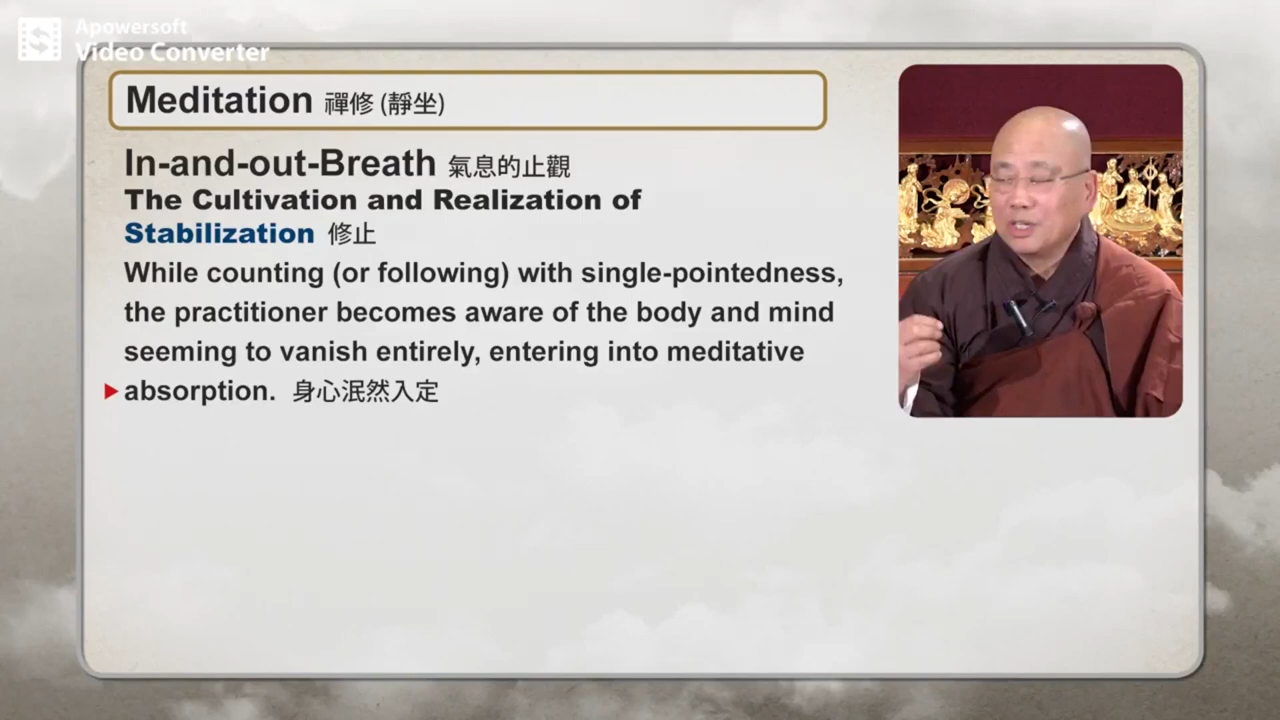 Apowersoft
Video Converter
Meditation 禪修 (靜坐)
In-and-out-Breath 氣息的止觀
The Cultivation and Realization of
Stabilization 修止
While counting (or following) with single-pointedness,
the practitioner becomes aware of the body and mind
seeming to vanish entirely, entering into meditative
absorption. 身心泯然入定